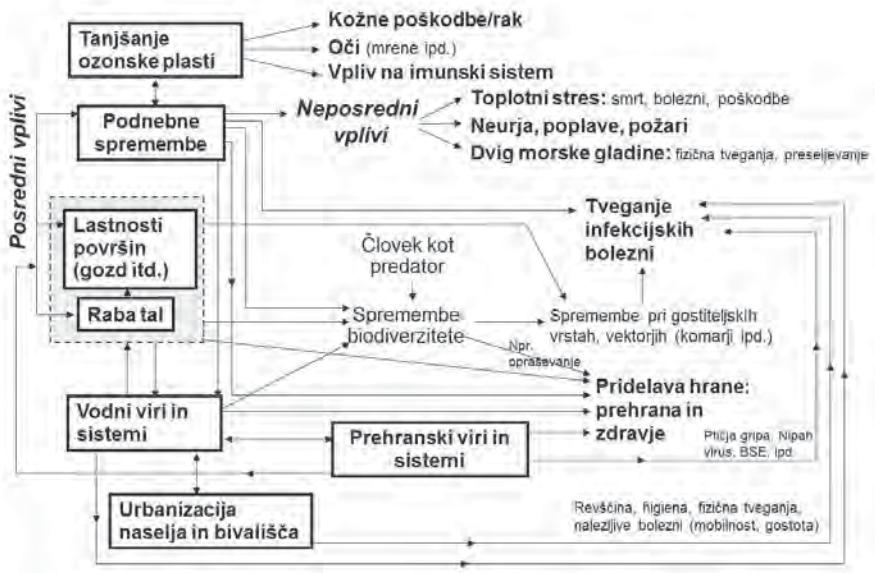 Tanjšanje
ozonske plasti
Kožne poškodbe/rak
Oči (mrene ipd.)
Vpliv na imunski sistem
Posredni vplivi
Podnebne
spremembe
Neposredni
vplivi
Toplotni stres: smrt, bolezni, poškodbe
Neurja, poplave, požari
Dvig morske gladine: fizična tveganja, preseljevanje
Lastnosti
površin
(gozd itd.)
Raba tal
Človek kot
predator
Tveganje
infekcijskih
bolezni
Spremembe
biodiverzitete
Spremembe pri gostiteljskih
vrstah, vektorjih (komarji ipd.)
Npr.
opraševanje
Pridelava hrane:
prehrana in
zdravje
Vodni viri in
sistemi
Prehranski viri in
sistemi
Ptičja gripa, Nipah
virus, BSE, ipd
Urbanizacija
naselja in bivališča
Revščina, higiena, fizična tveganja,
nalezljive bolezni (mobilnost, gostota)